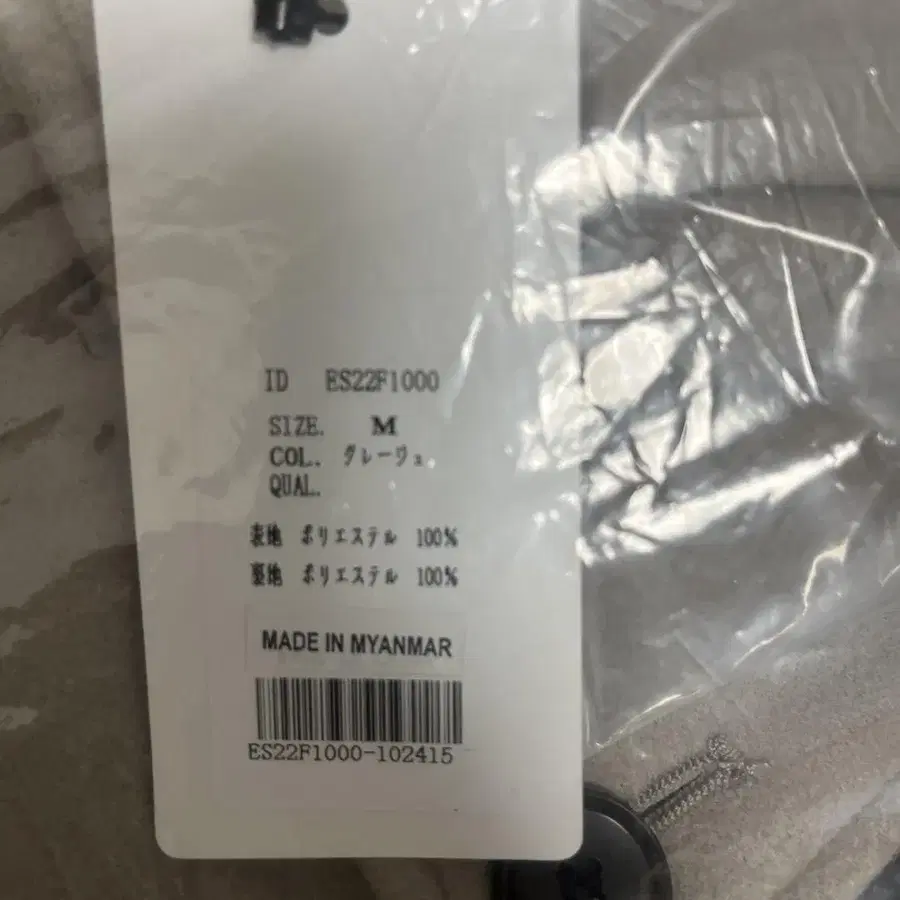 ID ES22F1000
SIZE. M
COL. グレージュ
QUAL.
表地 ポリエステル 100%
裏地 ポリエステル 100%
MADE IN MYANMAR
ES22F1000-102415